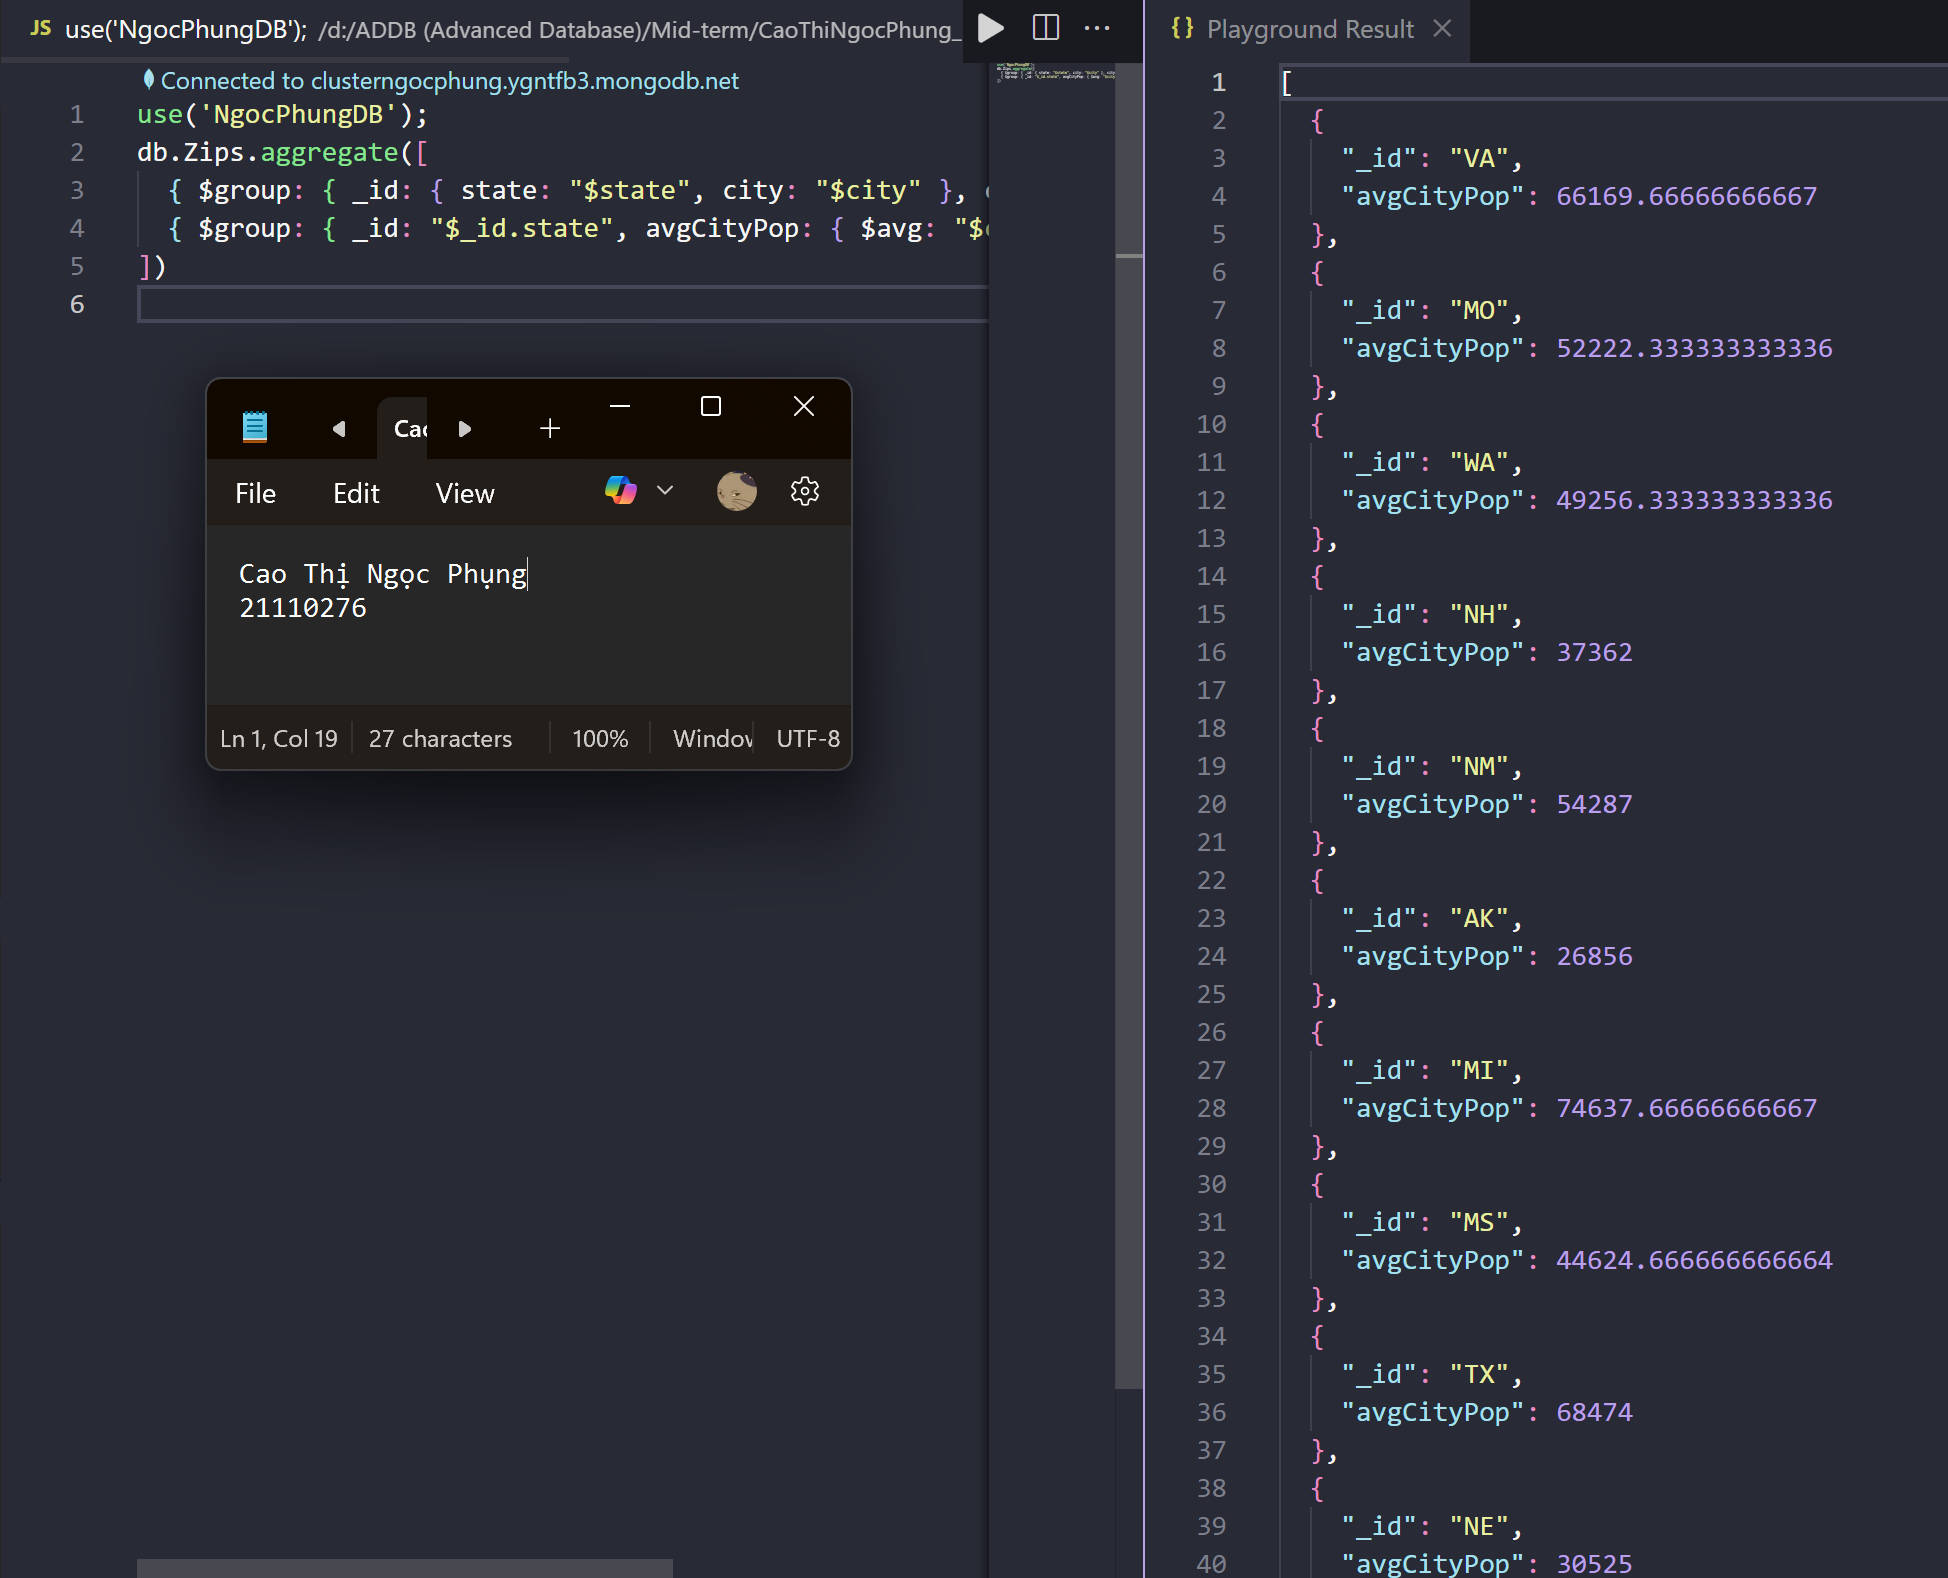 JS use('NgocPhungDB'); /d:/ADDB (Advanced Database)/Mid-term/CaoThiNgocPhung_
Connected to clusterngocphung.ygntfb3.mongodb.net
1 use('NgocPhungDB');
2 db.Zips.aggregate([
3 { $group: { _id: { state: "$state", city: "$city" },
4 { $group: { _id: "$_id.state", avgCityPop: { $avg: "$
5 ])
6
Cao
File Edit View
Cao Thị Ngọc Phụng
21110276
Ln 1, Col 19 27 characters 100% Window UTF-8
{} Playground Result
1 [
2 {
3 "_id": "VA",
4 "avgCityPop": 66169.66666666667
5 },
6 {
7 "_id": "MO",
8 "avgCityPop": 52222.333333333336
9 },
10 {
11 "_id": "WA",
12 "avgCityPop": 49256.333333333336
13 },
14 {
15 "_id": "NH",
16 "avgCityPop": 37362
17 },
18 {
19 "_id": "NM",
20 "avgCityPop": 54287
21 },
22 {
23 "_id": "AK",
24 "avgCityPop": 26856
25 },
26 {
27 "_id": "MI",
28 "avgCityPop": 74637.66666666667
29 },
30 {
31 "_id": "MS",
32 "avgCityPop": 44624.666666666664
33 },
34 {
35 "_id": "TX",
36 "avgCityPop": 68474
37 },
38 {
39 "_id": "NE",
40 "avgCityPop": 30525